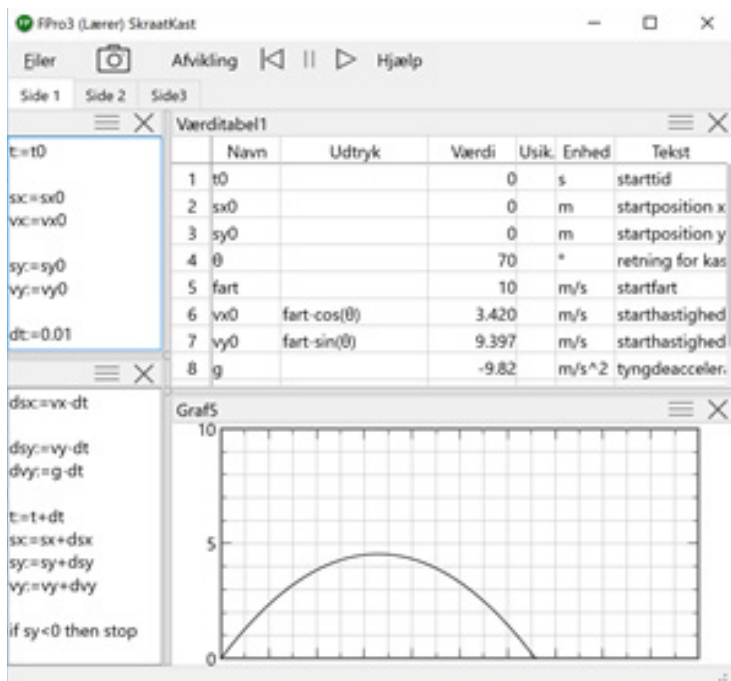 FPro3 (Lærer) SkraatKast
Filer Afvikling Hjælp
Side 1 Side 2 Side3
t:=t0
sx:=sx0
vx:=vx0
sy:=sy0
vy:=vy0
dt:=0.01
dsx:=vx·dt
dsy:=vy·dt
dvy:=g·dt
t:=t+dt
sx:=sx+dsx
sy:=sy+dsy
vy:=vy+dvy
if sy<0 then stop
Værditabel1
Navn Udtryk Værdi Usik. Enhed Tekst
1 t0 0 s starttid
2 sx0 0 m startposition x
3 sy0 0 m startposition y
4 θ 70 ° retning for kas
5 fart 10 m/s startfart
6 vx0 fart·cos(θ) 3.420 m/s starthastighed
7 vy0 fart·sin(θ) 9.397 m/s starthastighed
8 g -9.82 m/s^2 tyngdeacceler
Graf5
10
5
0